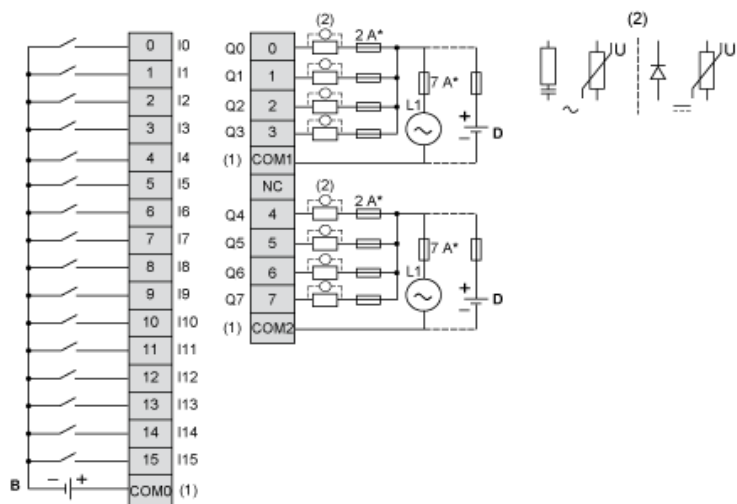 0 I0
1 I1
2 I2
3 I3
4 I4
5 I5
6 I6
7 I7
8 I8
9 I9
10 I10
11 I11
12 I12
13 I13
14 I14
15 I15
B - + COM0 (1)
(2)
Q0 0 2 A*
Q1 1
Q2 2 7 A*
L1
Q3 3
+
- D
(1) COM1
NC
(2)
Q4 4 2 A*
Q5 5
7 A*
Q6 6 L1
Q7 7
+
- D
(1) COM2
(2)
U U
~